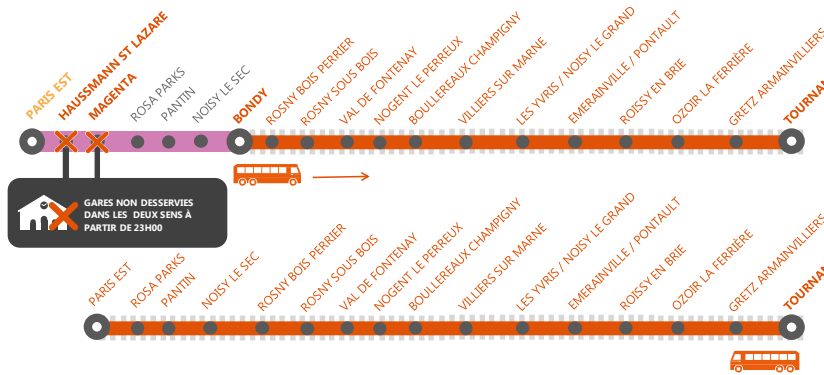 PARIS EST
HAUSSMANN ST LAZARE
MAGENTA
ROSA PARKS
PANTIN
NOISY LE SEC
BONDY
ROSNY BOIS PERRIER
ROSNY SOUS BOIS
VAL DE FONTENAY
NOGENT LE PERREUX
BOULLEREAUX CHAMPIGNY
VILLIERS SUR MARNE
LES YVRIS / NOISY LE GRAND
EMERAINVILLE / PONTAULT
ROISSY EN BRIE
OZOIR LA FERRIÈRE
GRETZ ARMAINVILLIERS
TOURNAN
GARES NON DESSERVIES
DANS LES DEUX SENS À
PARTIR DE 23H00
PARIS EST
ROSA PARKS
PANTIN
NOISY LE SEC
ROSNY BOIS PERRIER
ROSNY SOUS BOIS
VAL DE FONTENAY
NOGENT LE PERREUX
BOULLEREAUX CHAMPIGNY
VILLIERS SUR MARNE
LES YVRIS / NOISY LE GRAND
EMERAINVILLE / PONTAULT
ROISSY EN BRIE
OZOIR LA FERRIÈRE
GRETZ ARMAINVILLIERS
TOURNAN